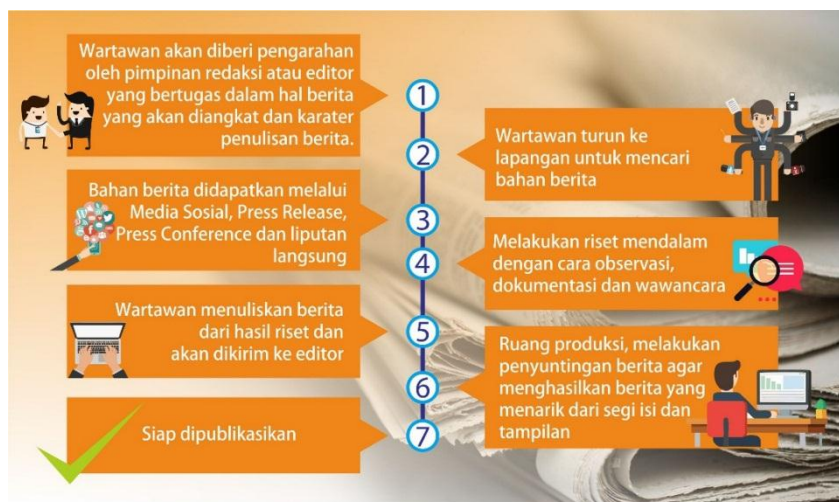 Wartawan akan diberi pengarahan
oleh pimpinan redaksi atau editor
yang bertugas dalam hal berita
yang akan diangkat dan karater
penulisan berita.
1
2
Wartawan turun ke
lapangan untuk mencari
bahan berita
Bahan berita didapatkan melalui
Media Sosial, Press Release,
Press Conference dan liputan
langsung
3
4
Melakukan riset mendalam
dengan cara observasi,
dokumentasi dan wawancara
Wartawan menuliskan berita
dari hasil riset dan
akan dikirim ke editor
5
6
Ruang produksi, melakukan
penyuntingan berita agar
menghasilkan berita yang
menarik dari segi isi dan
tampilan
Siap dipublikasikan
7